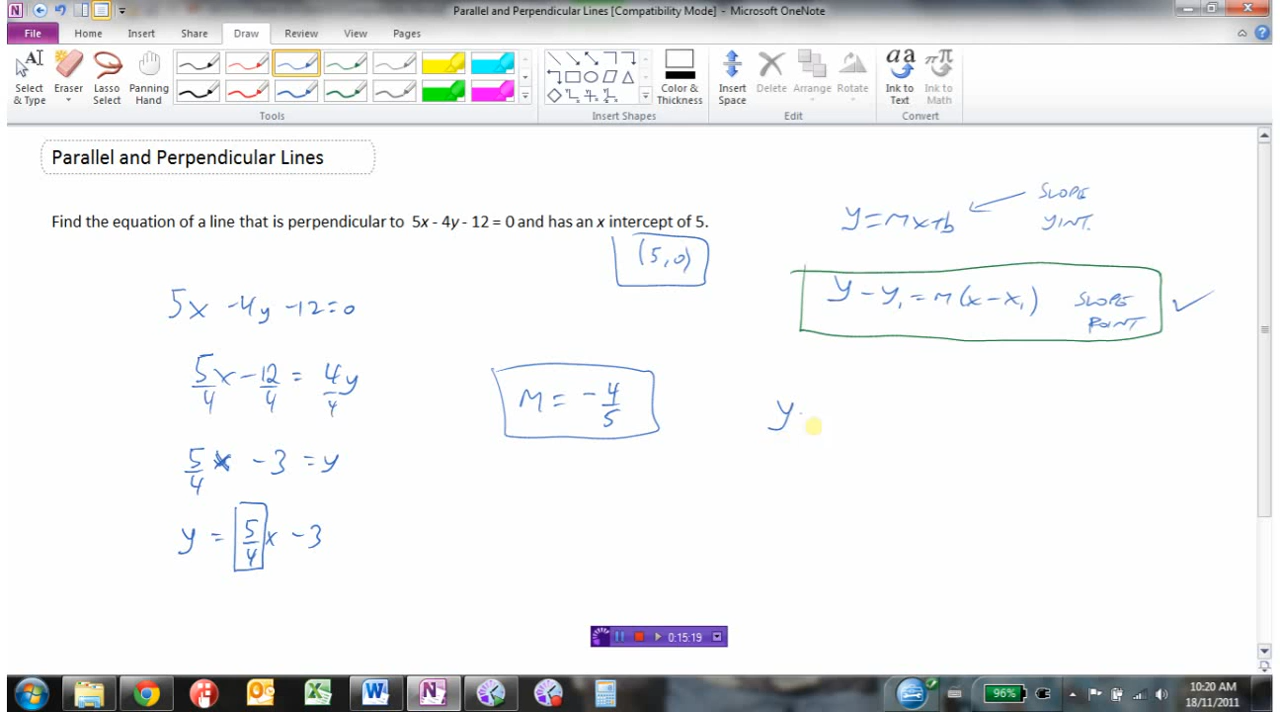 Parallel and Perpendicular Lines [Compatibility Mode] - Microsoft OneNote
File Home Insert Share Draw Review View Pages
Select & Type
Eraser
Lasso Select
Panning Hand
Color & Thickness
Insert Space
Delete
Arrange
Rotate
Ink to Text
Ink to Math
Tools
Insert Shapes
Edit
Convert
Parallel and Perpendicular Lines
Find the equation of a line that is perpendicular to 5x - 4y - 12 = 0 and has an x intercept of 5.
(5,0)
y = mx+b
SLOPE
YINT.
y - y₁ = m(x - x₁)
SLOPE
POINT
5x - 4y - 12 = 0
5/4 x - 12/4 = 4y/4
5/4 x - 3 = y
y = 5/4 x - 3
M = - 4/5
y
0:15:19
96%
10:20 AM
18/11/2011